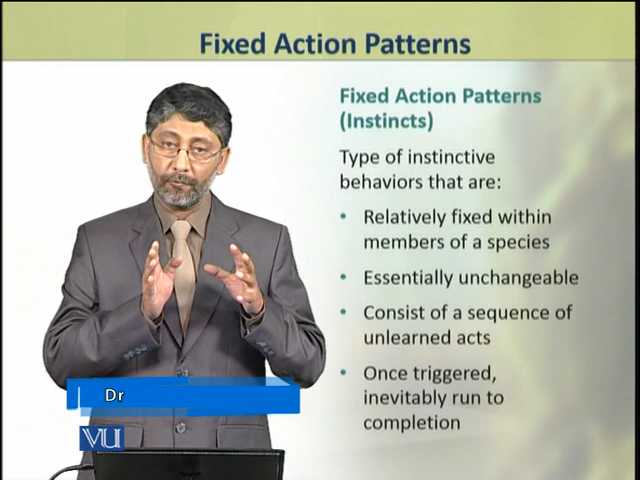 Fixed Action Patterns
Fixed Action Patterns
(Instincts)
Type of instinctive
behaviors that are:
• Relatively fixed within
members of a species
• Essentially unchangeable
• Consist of a sequence of
unlearned acts
• Once triggered,
inevitably run to
completion
Dr
VU